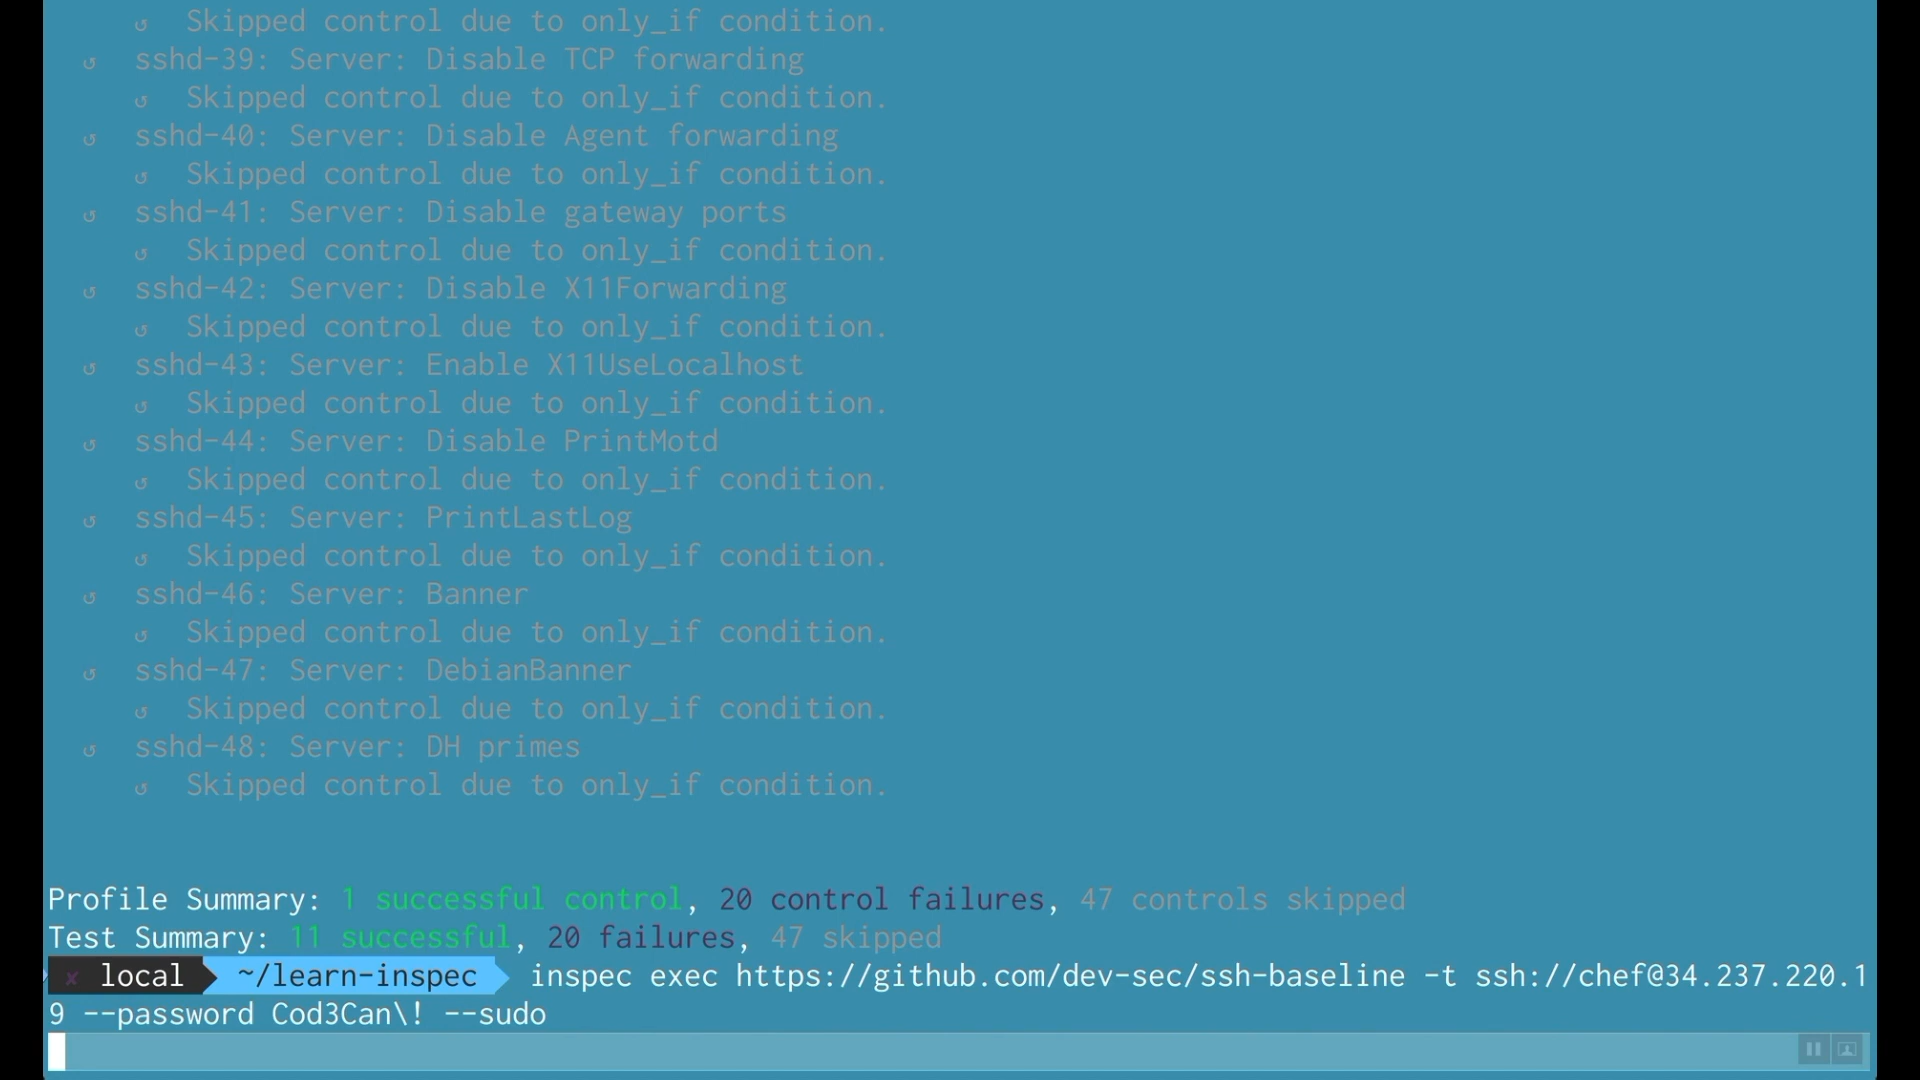 ↺ Skipped control due to only_if condition.
↺ sshd-39: Server: Disable TCP forwarding
↺ Skipped control due to only_if condition.
↺ sshd-40: Server: Disable Agent forwarding
↺ Skipped control due to only_if condition.
↺ sshd-41: Server: Disable gateway ports
↺ Skipped control due to only_if condition.
↺ sshd-42: Server: Disable X11Forwarding
↺ Skipped control due to only_if condition.
↺ sshd-43: Server: Enable X11UseLocalhost
↺ Skipped control due to only_if condition.
↺ sshd-44: Server: Disable PrintMotd
↺ Skipped control due to only_if condition.
↺ sshd-45: Server: PrintLastLog
↺ Skipped control due to only_if condition.
↺ sshd-46: Server: Banner
↺ Skipped control due to only_if condition.
↺ sshd-47: Server: DebianBanner
↺ Skipped control due to only_if condition.
↺ sshd-48: Server: DH primes
↺ Skipped control due to only_if condition.
Profile Summary: 1 successful control, 20 control failures, 47 controls skipped
Test Summary: 11 successful, 20 failures, 47 skipped
✘ local ~/learn-inspec inspec exec https://github.com/dev-sec/ssh-baseline -t ssh://chef@34.237.220.1
9 --password Cod3Can\! --sudo